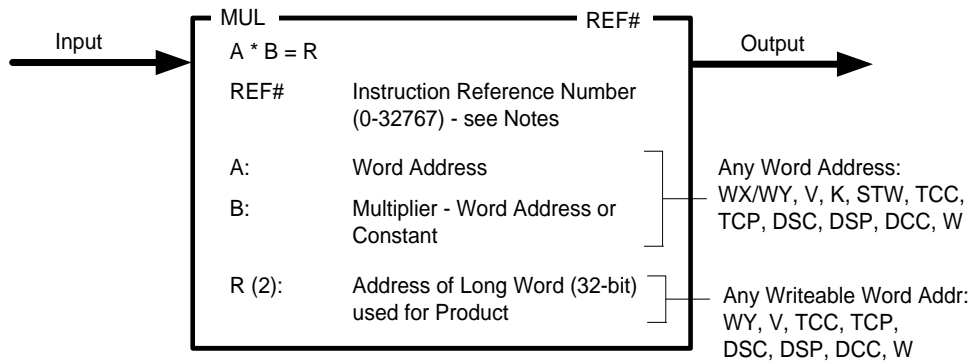 MUL REF#
Input
A * B = R
Output
REF# Instruction Reference Number
(0-32767) - see Notes
A: Word Address
B: Multiplier - Word Address or
Constant
Any Word Address:
WX/WY, V, K, STW, TCC,
TCP, DSC, DSP, DCC, W
R (2): Address of Long Word (32-bit)
used for Product
Any Writeable Word Addr:
WY, V, TCC, TCP,
DSC, DSP, DCC, W